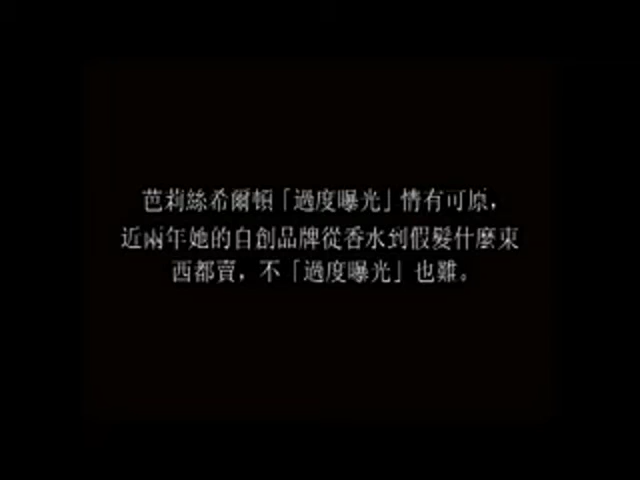 芭莉絲希爾頓「過度曝光」情有可原，
近兩年她的自創品牌從香水到假髮什麼東
西都賣，不「過度曝光」也難。